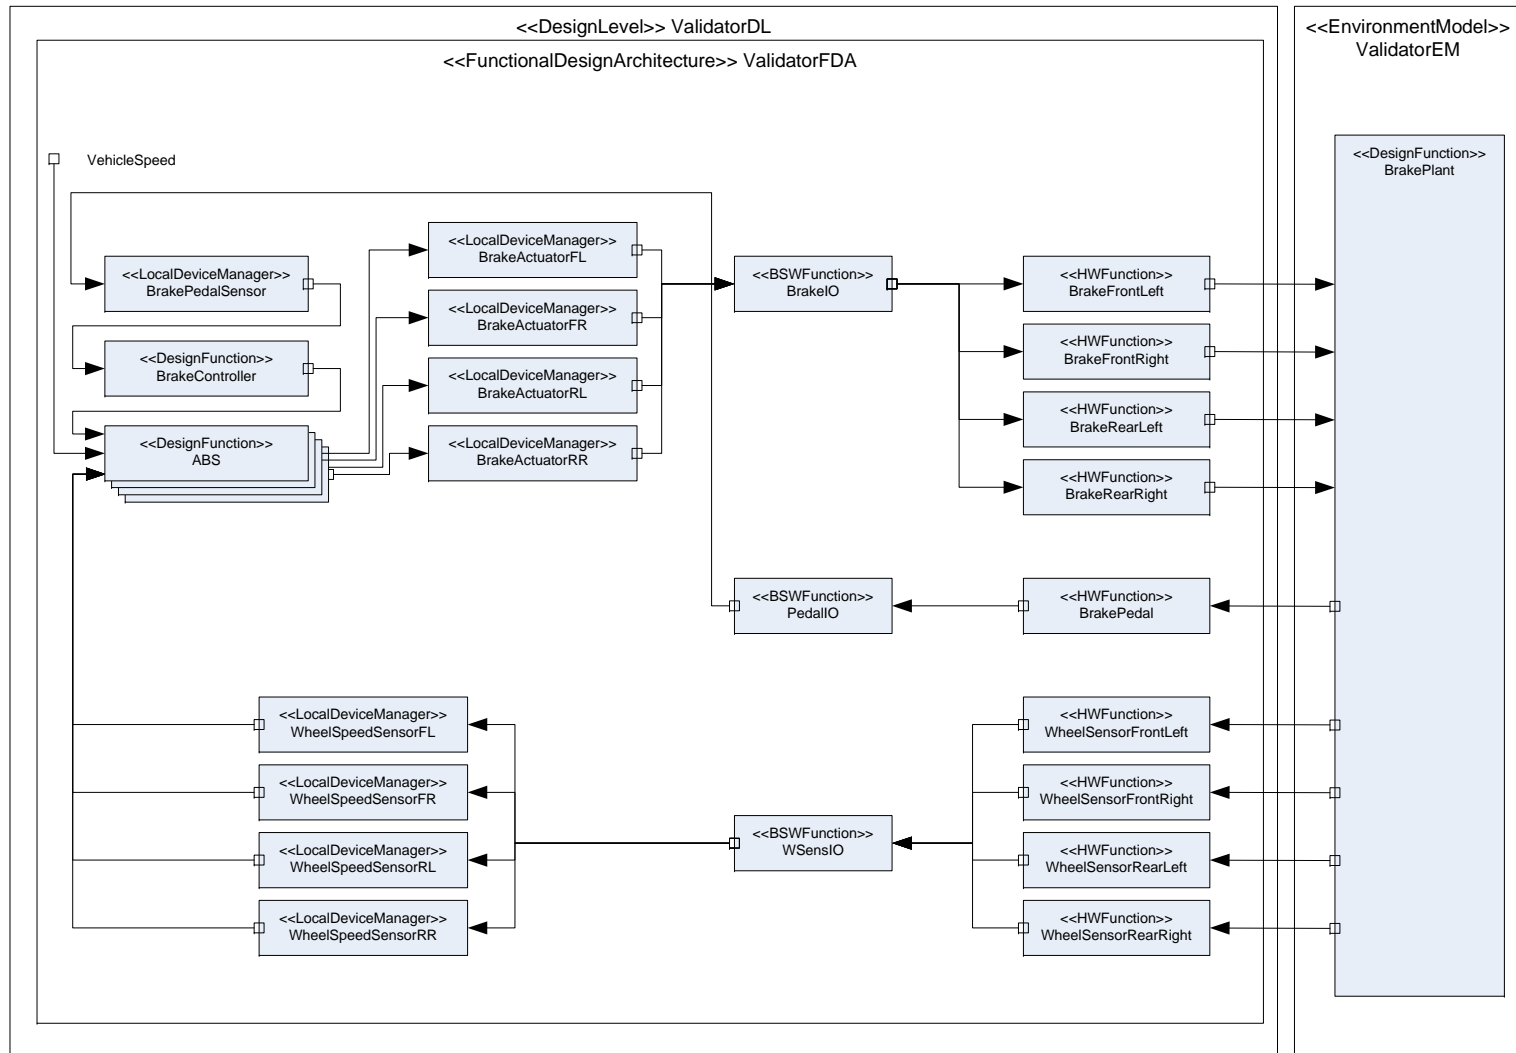 <<DesignLevel>> ValidatorDL
<<FunctionalDesignArchitecture>> ValidatorFDA
<<EnvironmentModel>>
ValidatorEM
VehicleSpeed
<<DesignFunction>>
BrakePlant
<<LocalDeviceManager>>
BrakePedalSensor
<<DesignFunction>>
BrakeController
<<DesignFunction>>
ABS
<<LocalDeviceManager>>
BrakeActuatorFL
<<LocalDeviceManager>>
BrakeActuatorFR
<<LocalDeviceManager>>
BrakeActuatorRL
<<LocalDeviceManager>>
BrakeActuatorRR
<<BSWFunction>>
BrakeIO
<<HWFunction>>
BrakeFrontLeft
<<HWFunction>>
BrakeFrontRight
<<HWFunction>>
BrakeRearLeft
<<HWFunction>>
BrakeRearRight
<<BSWFunction>>
PedalIO
<<HWFunction>>
BrakePedal
<<LocalDeviceManager>>
WheelSpeedSensorFL
<<LocalDeviceManager>>
WheelSpeedSensorFR
<<LocalDeviceManager>>
WheelSpeedSensorRL
<<LocalDeviceManager>>
WheelSpeedSensorRR
<<BSWFunction>>
WSensIO
<<HWFunction>>
WheelSensorFrontLeft
<<HWFunction>>
WheelSensorFrontRight
<<HWFunction>>
WheelSensorRearLeft
<<HWFunction>>
WheelSensorRearRight